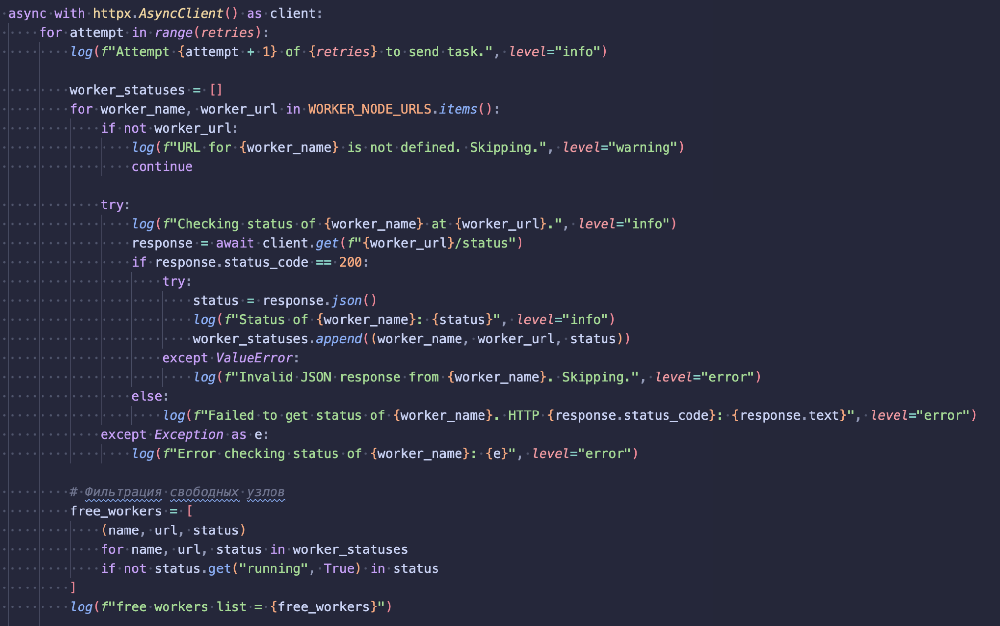 async with httpx.AsyncClient() as client:
for attempt in range(retries):
log(f"Attempt {attempt + 1} of {retries} to send task.", level="info")
worker_statuses = []
for worker_name, worker_url in WORKER_NODE_URLS.items():
if not worker_url:
log(f"URL for {worker_name} is not defined. Skipping.", level="warning")
continue
try:
log(f"Checking status of {worker_name} at {worker_url}.", level="info")
response = await client.get(f"{worker_url}/status")
if response.status_code == 200:
try:
status = response.json()
log(f"Status of {worker_name}: {status}", level="info")
worker_statuses.append((worker_name, worker_url, status))
except ValueError:
log(f"Invalid JSON response from {worker_name}. Skipping.", level="error")
else:
log(f"Failed to get status of {worker_name}. HTTP {response.status_code}: {response.text}", level="error")
except Exception as e:
log(f"Error checking status of {worker_name}: {e}", level="error")
# Фильтрация свободных узлов
free_workers = [
(name, url, status)
for name, url, status in worker_statuses
if not status.get("running", True) in status
]
log(f"free workers list = {free_workers}")